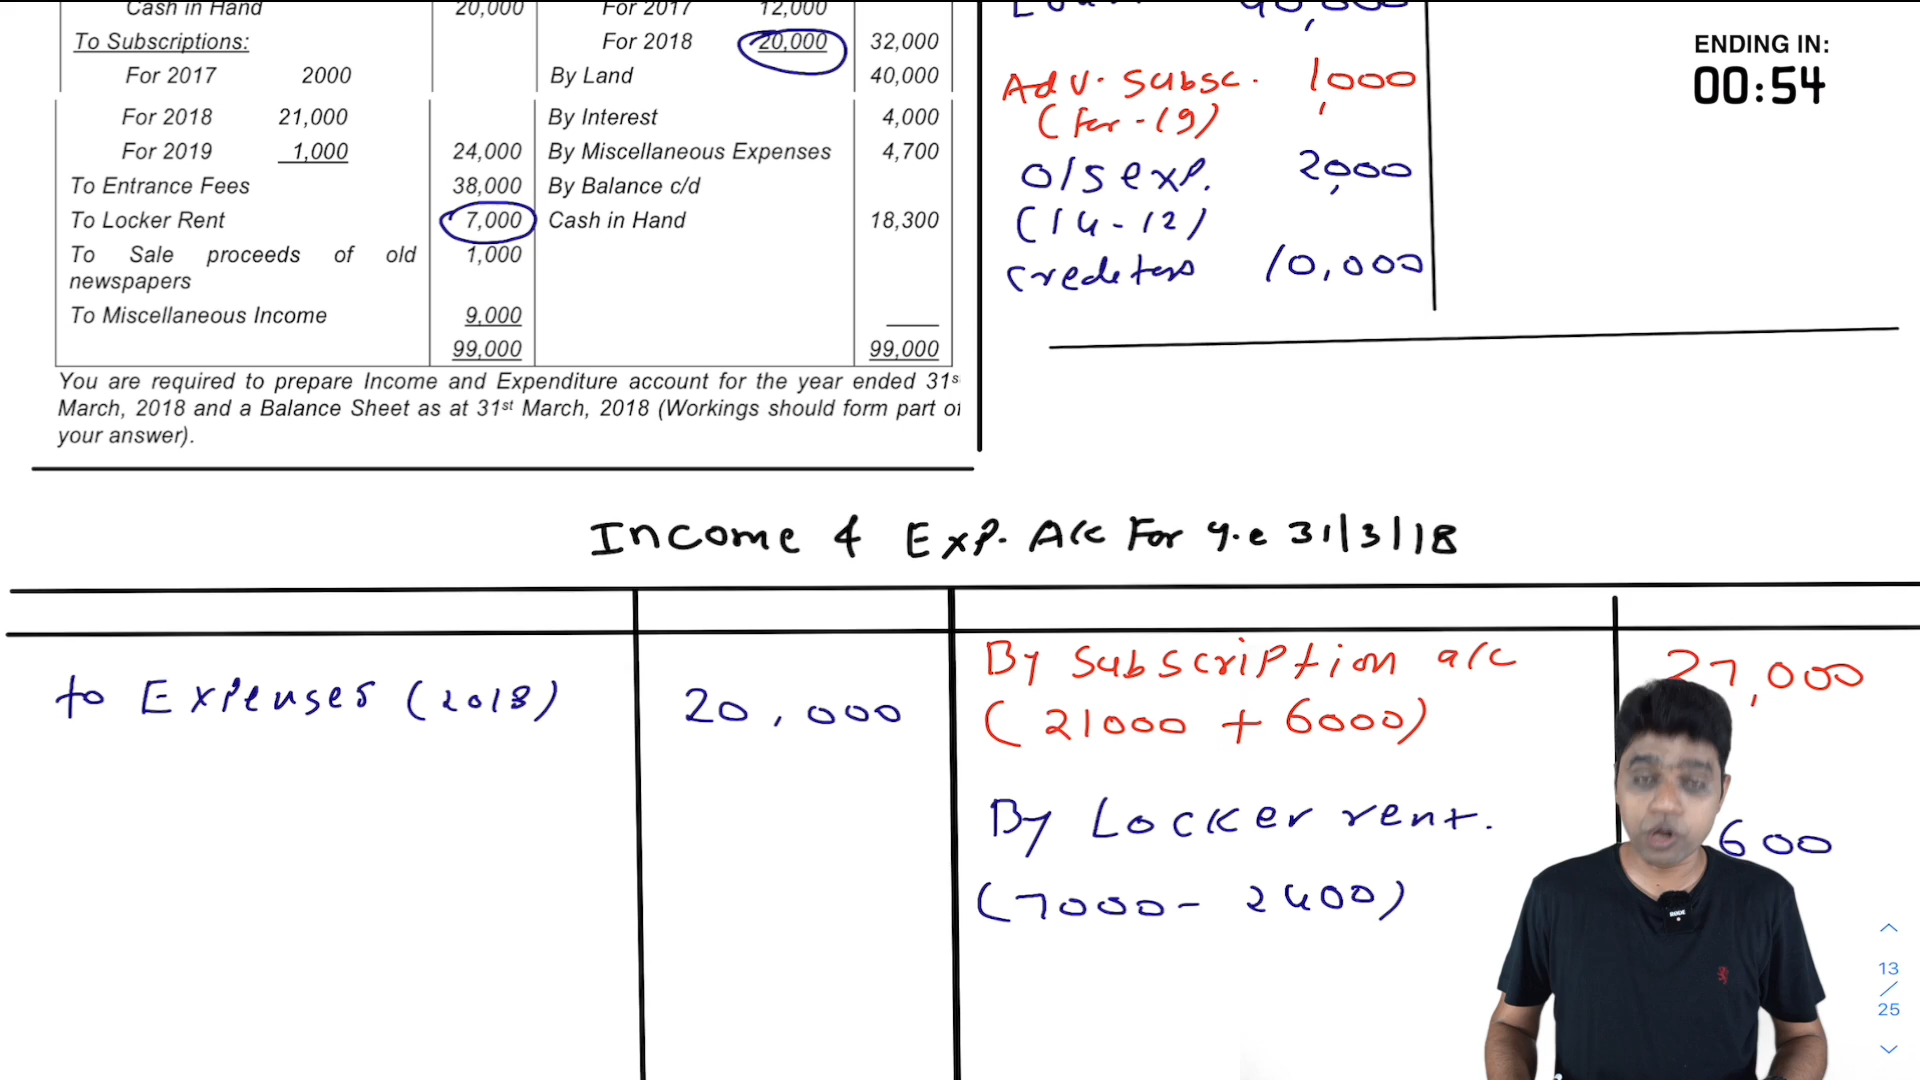 Cash in Hand 20,000 For 2017 12,000
To Subscriptions: For 2018 20,000 32,000
For 2017 2000 By Land 40,000
For 2018 21,000 By Interest 4,000
For 2019 1,000 24,000 By Miscellaneous Expenses 4,700
To Entrance Fees 38,000 By Balance c/d
To Locker Rent 7,000 Cash in Hand 18,300
To Sale proceeds of old newspapers 1,000
To Miscellaneous Income 9,000
99,000 99,000
You are required to prepare Income and Expenditure account for the year ended 31s
March, 2018 and a Balance Sheet as at 31st March, 2018 (Workings should form part of
your answer).
Adv. Subsc. 1,000
(for-19)
O/S exp. 2,000
(14-12)
Crediters 10,000
ENDING IN:
00:54
Income & Exp. A/c For y.e 31/3/18
to Expenses (2018) 20,000
By Subscription a/c 27,000
(21000 + 6000)
By Locker rent. 600
(7000 - 2400)
13
/
25